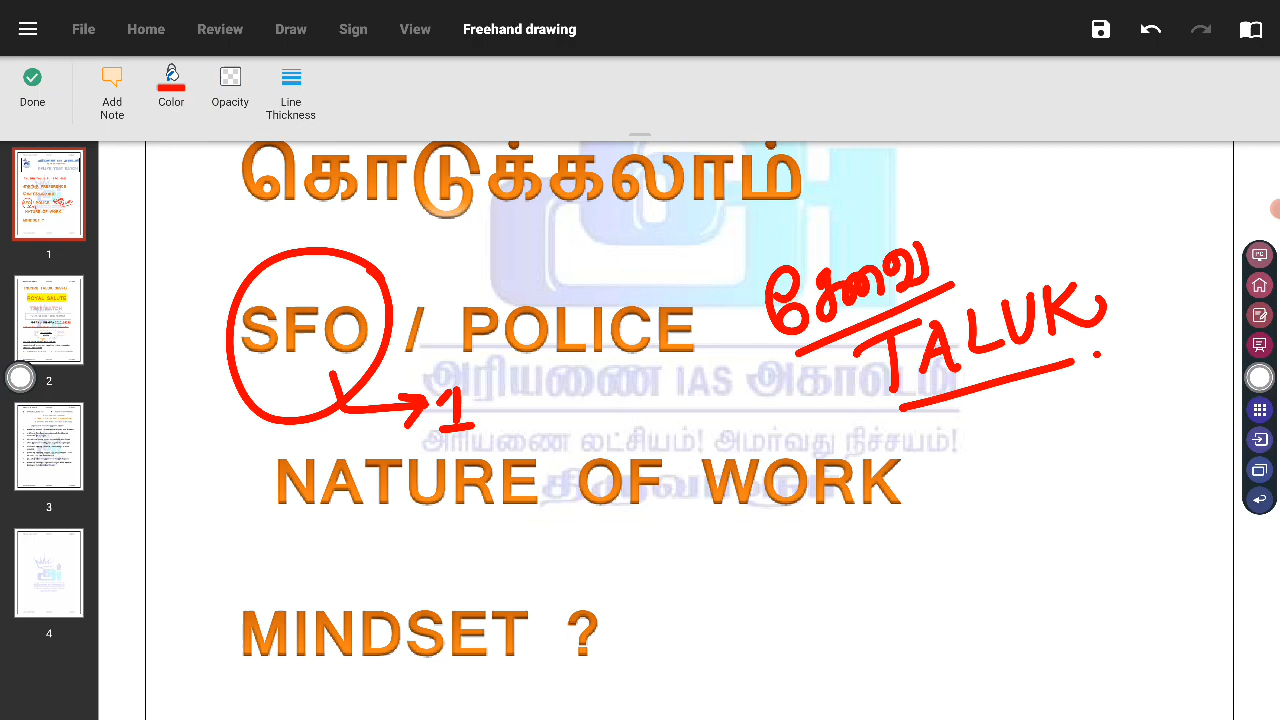 File Home Review Draw Sign View Freehand drawing
Done Add Note Color Opacity Line Thickness
கொடுக்கலாம்
SFO / POLICE
சேவை
TALUK
1
அரியணை IAS அகாடமி
அரியணை லட்சியம்! அமர்வது நிச்சயம்!
NATURE OF WORK
MINDSET ?
1
2
3
4